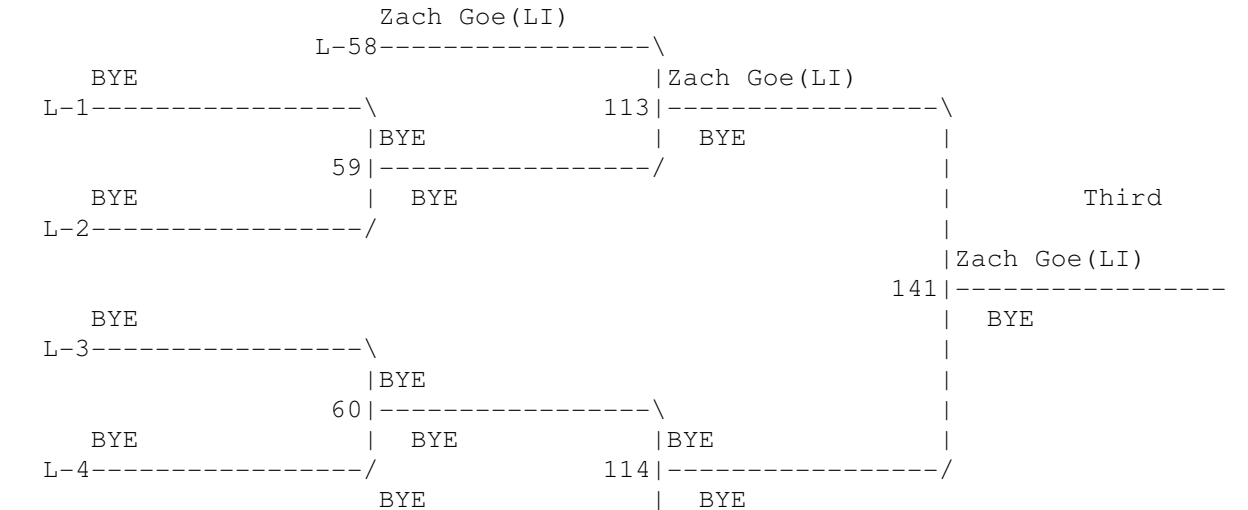 Zach Goe(LI)
L-58-----------------\
BYE |Zach Goe(LI)
L-1-----------------\ 113|-----------------\
|BYE | BYE |
59|-----------------/ |
BYE | BYE | Third
L-2-----------------/ |
|Zach Goe(LI)
141|-----------------
BYE | BYE
L-3-----------------\ |
|BYE |
60|-----------------\ |
BYE | BYE |BYE |
L-4-----------------/ 114|-----------------/
BYE | BYE